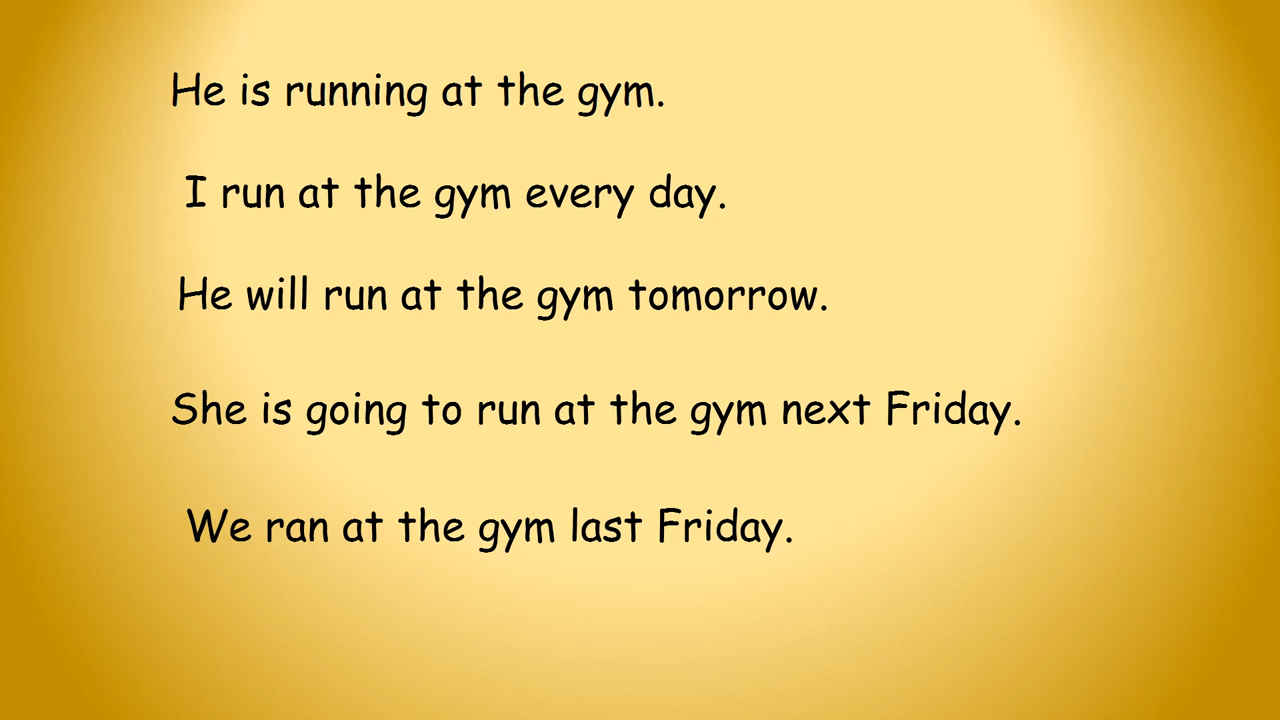 He is running at the gym.
I run at the gym every day.
He will run at the gym tomorrow.
She is going to run at the gym next Friday.
We ran at the gym last Friday.